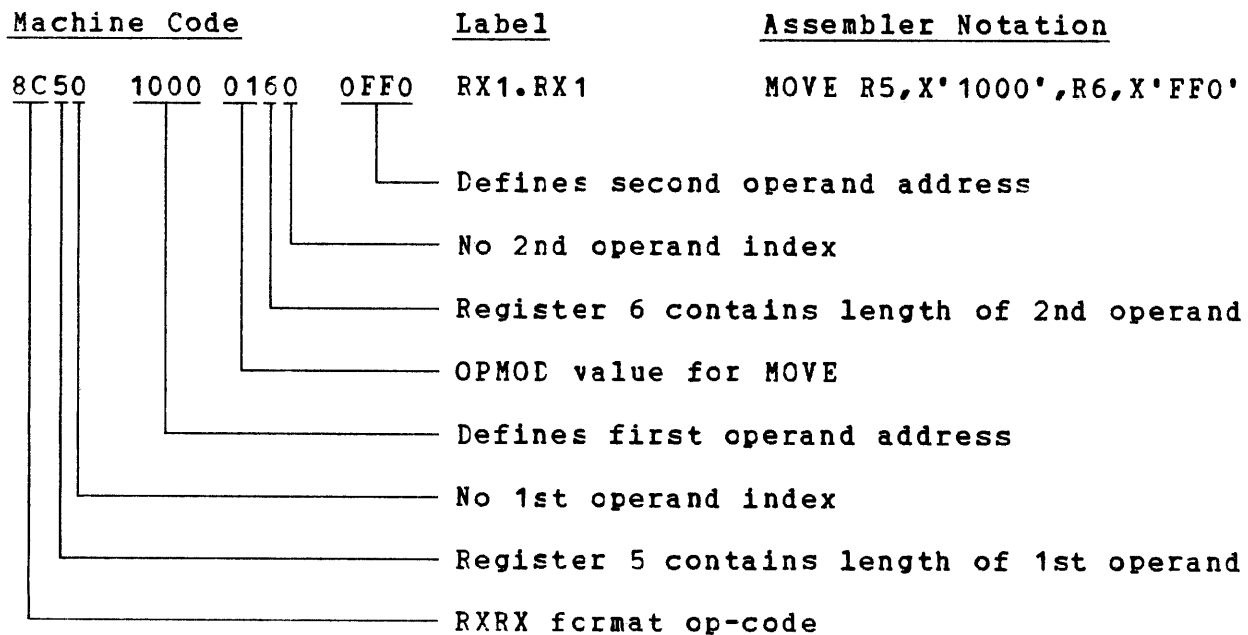 Machine Code Label Assembler Notation
8C50 1000 0160 0FF0 RX1.RX1 MOVE R5,X'1000',R6,X'FF0'
Defines second operand address
No 2nd operand index
Register 6 contains length of 2nd operand
OPMOD value for MOVE
Defines first operand address
No 1st operand index
Register 5 contains length of 1st operand
RXRX format op-code